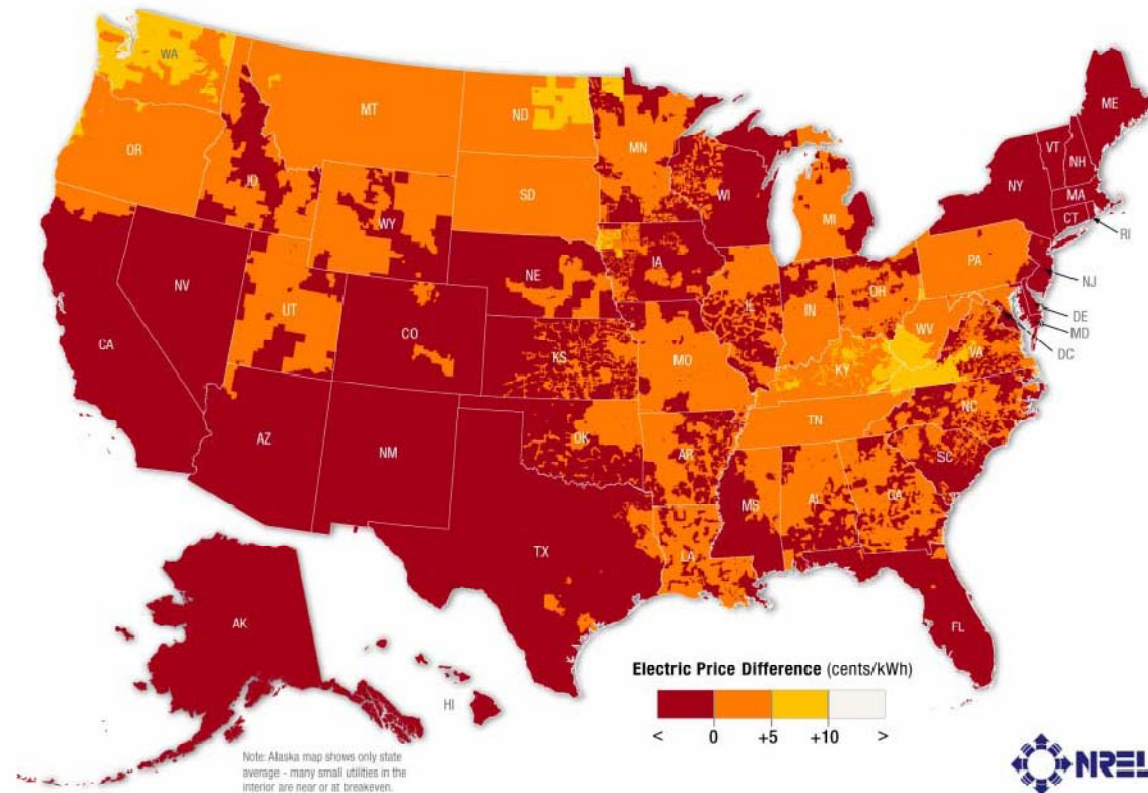 WA
MT
ND
OR
ID
WY
SD
MN
WI
MI
NY
VT
NH
ME
MA
CT
RI
NV
UT
CO
NE
IA
IL
IN
OH
PA
NJ
DE
MD
DC
CA
KS
MO
KY
WV
VA
AZ
NM
OK
AR
TN
NC
SC
TX
LA
MS
AL
GA
FL
AK
HI
Electric Price Difference (cents/kWh)
< 0 +5 +10 >
Note: Alaska map shows only state
average - many small utilities in the
interior are near or at breakeven.
NREL